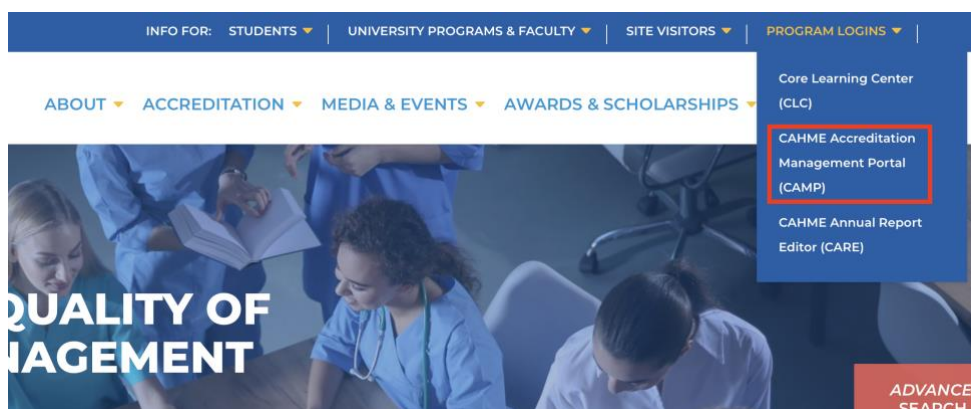 INFO FOR: STUDENTS UNIVERSITY PROGRAMS & FACULTY SITE VISITORS PROGRAM LOGINS
ABOUT ACCREDITATION MEDIA & EVENTS AWARDS & SCHOLARSHIPS
Core Learning Center
(CLC)
CAHME Accreditation
Management Portal
(CAMP)
CAHME Annual Report
Editor (CARE)
QUALITY OF
NAGEMENT
ADVANCE
SEARCH